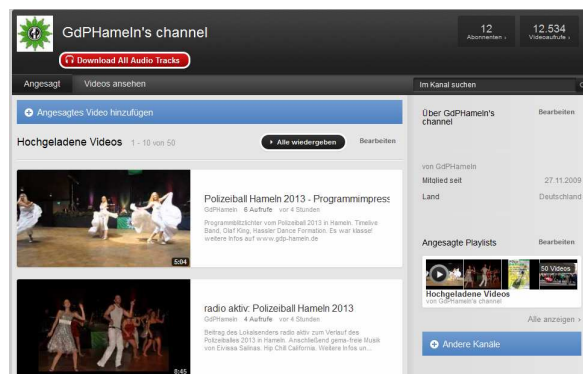 GdPHameln's channel
12
Abonnenten ›
12.534
Videoaufrufe ›
Download All Audio Tracks
Angesagt Videos ansehen
Im Kanal suchen
Angesagtes Video hinzufügen
Hochgeladene Videos 1 - 10 von 50
Alle wiedergeben
Bearbeiten
Polizeiball Hameln 2013 - Programmimpress
GdPHameln 6 Aufrufe vor 4 Stunden
Programmblitzlichter vom Polizeiball 2013 in Hameln. Timelive
Band, Olaf King, Hassler Dance Formation. Es war klasse!
weitere Infos auf www.gdp-hameln.de
5:04
radio aktiv: Polizeiball Hameln 2013
GdPHameln 4 Aufrufe vor 4 Stunden
Beitrag des Lokalsenders radio aktiv zum Verlauf des
Polizeiballes 2013 in Hameln. Anschließend gema-freie Musik
von Eivissa Salinas. Hip Chill California. Weitere Infos un...
8:45
Über GdPHameln's
channel
Bearbeiten
von GdPHameln
Mitglied seit 27.11.2009
Land Deutschland
Angesagte Playlists Bearbeiten
50 Videos
Hochgeladene Videos
von GdPHameln's channel
Alle anzeigen ›
Andere Kanäle